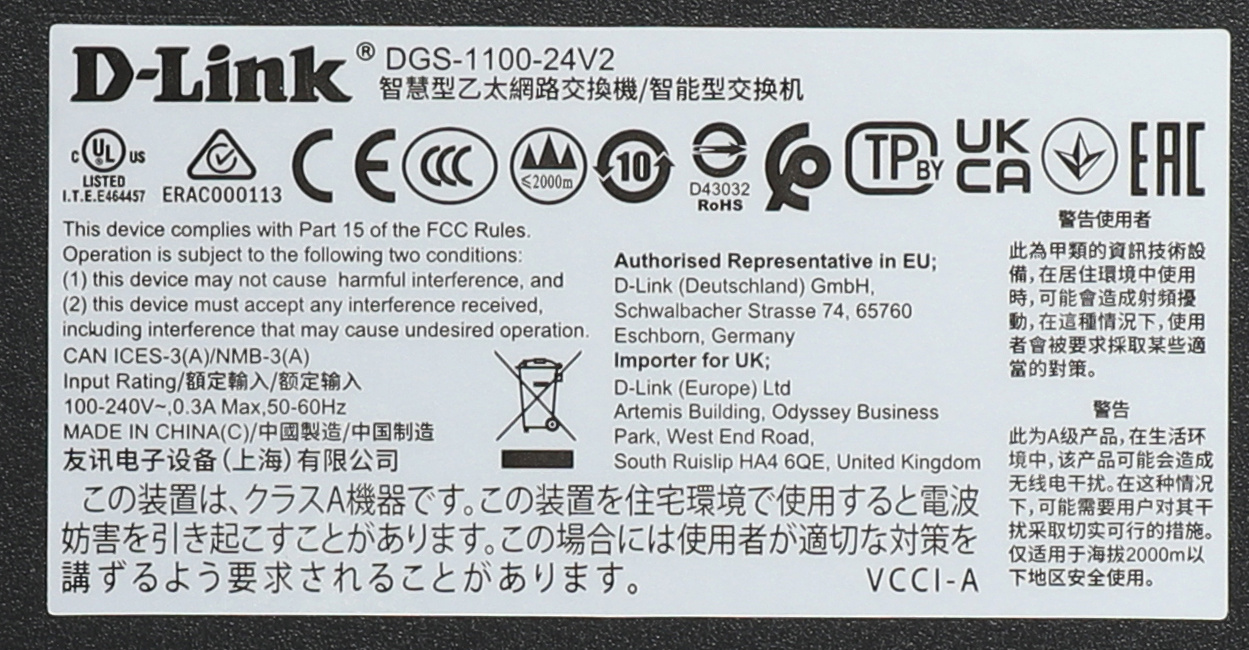 D-Link® DGS-1100-24V2
智慧型乙太網路交換機/智能型交换机
C UL US
LISTED
I.T.E.E464457
ERAC000113
CE
CCC
≤2000m
10
D43032
RoHS
TP BY
UK
CA
EAC
This device complies with Part 15 of the FCC Rules.
Operation is subject to the following two conditions:
(1) this device may not cause harmful interference, and
(2) this device must accept any interference received,
including interference that may cause undesired operation.
CAN ICES-3(A)/NMB-3(A)
Input Rating/額定輸入/额定输入
100-240V~,0.3A Max,50-60Hz
MADE IN CHINA(C)/中國製造/中国制造
友讯电子设备(上海)有限公司
Authorised Representative in EU;
D-Link (Deutschland) GmbH,
Schwalbacher Strasse 74, 65760
Eschborn, Germany
Importer for UK;
D-Link (Europe) Ltd
Artemis Building, Odyssey Business
Park, West End Road,
South Ruislip HA4 6QE, United Kingdom
この装置は、クラスA機器です。この装置を住宅環境で使用すると電波
妨害を引き起こすことがあります。この場合には使用者が適切な対策を
講ずるよう要求されることがあります。 VCCI-A
警告使用者
此為甲類的資訊技術設
備,在居住環境中使用
時,可能會造成射頻擾
動,在這種情況下,使用
者會被要求採取某些適
當的對策。
警告
此为A级产品,在生活环
境中,该产品可能会造成
无线电干扰。在这种情况
下,可能需要用户对其干
扰采取切实可行的措施。
仅适用于海拔2000m以
下地区安全使用。